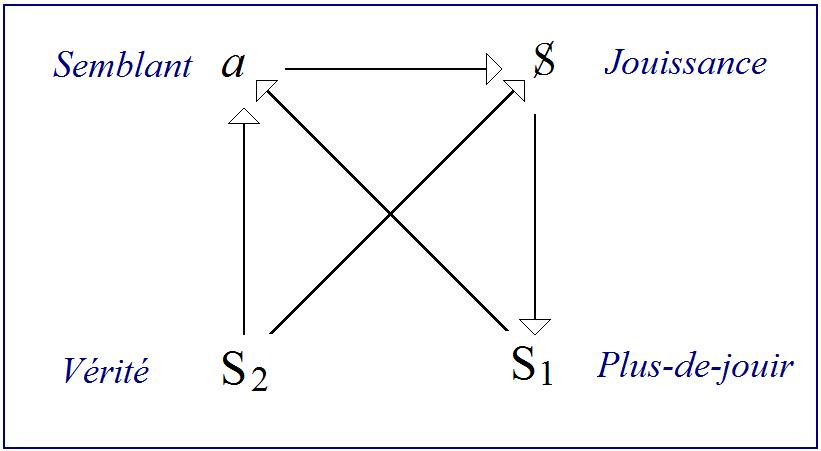 Semblant a $ Jouissance
Vérité S2 S1 Plus-de-jouir